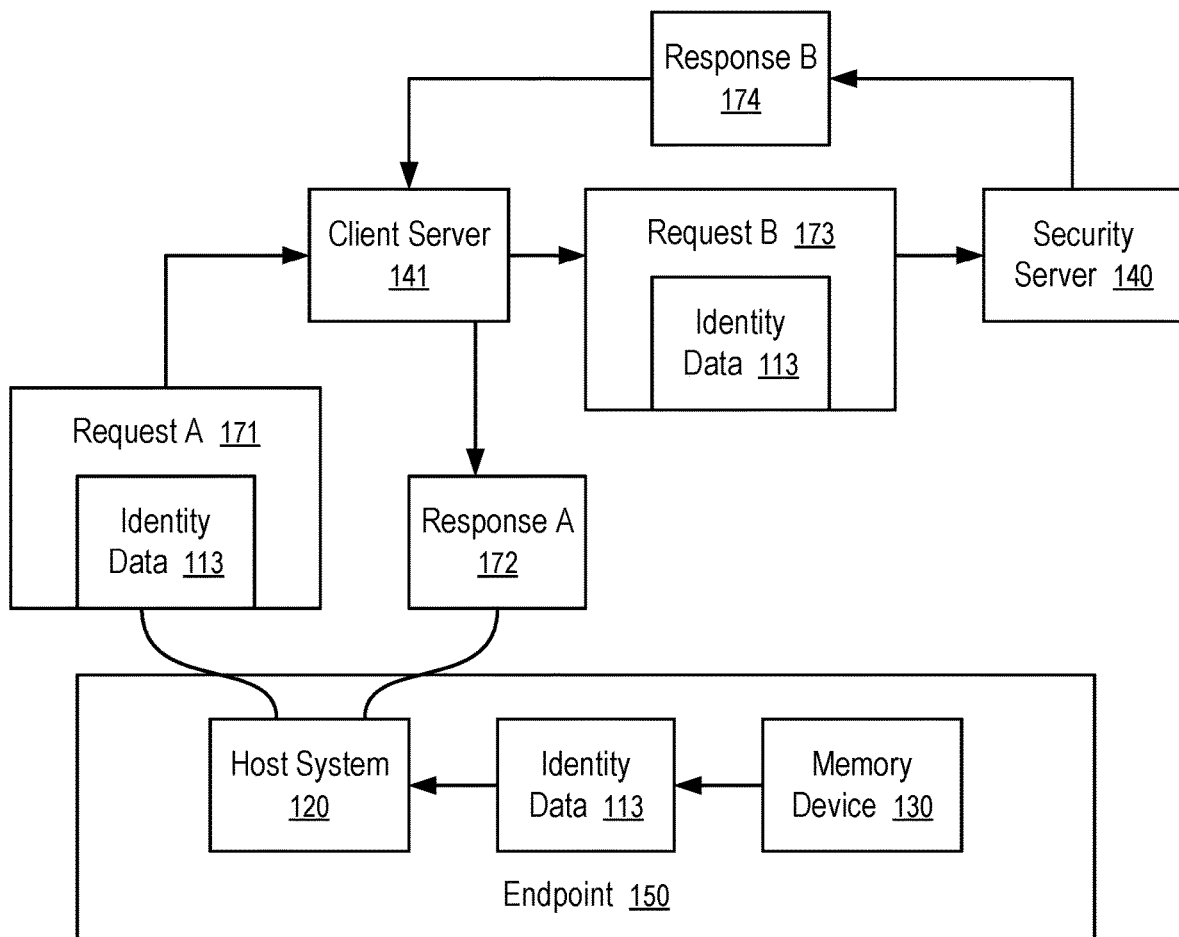 Response B
174
Client Server
141
Request B 173
Identity
Data 113
Security
Server 140
Request A 171
Identity
Data 113
Response A
172
Host System
120
Identity
Data 113
Memory
Device 130
Endpoint 150